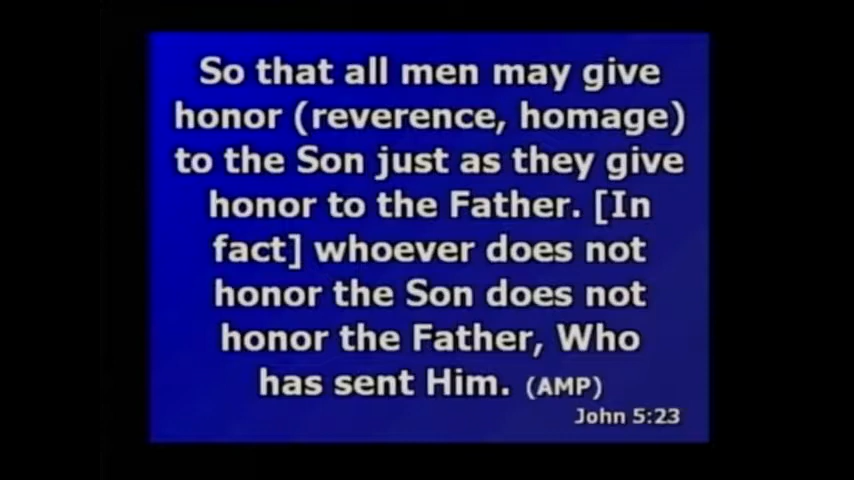 So that all men may give
honor (reverence, homage)
to the Son just as they give
honor to the Father. [In
fact] whoever does not
honor the Son does not
honor the Father, Who
has sent Him. (AMP)
John 5:23